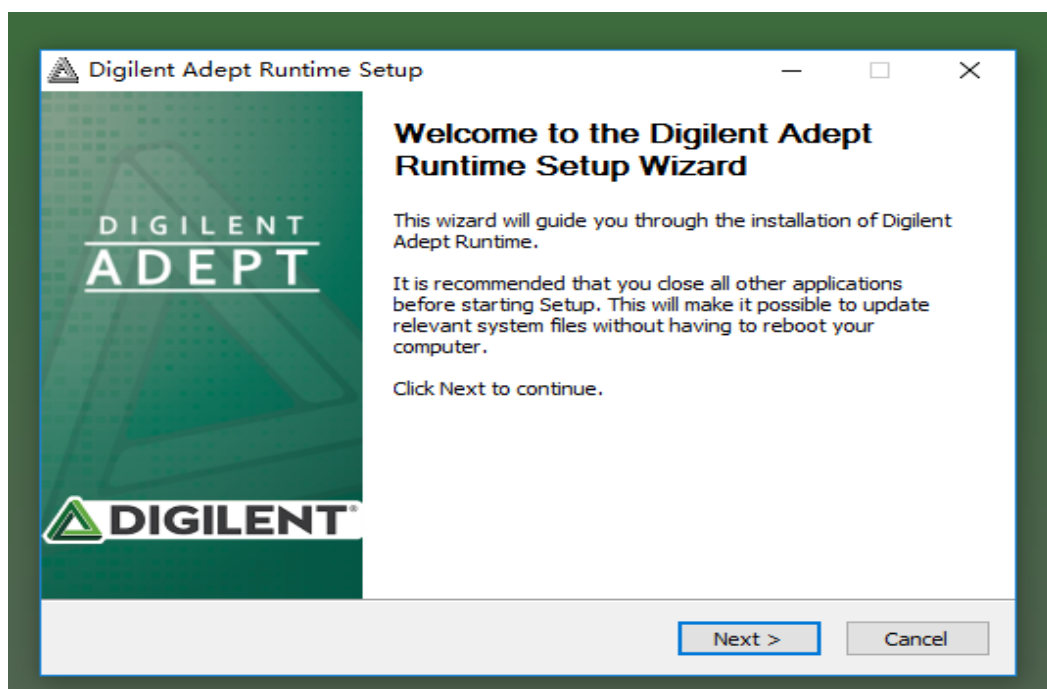 Digilent Adept Runtime Setup
DIGILENT
ADEPT
DIGILENT®
Welcome to the Digilent Adept
Runtime Setup Wizard
This wizard will guide you through the installation of Digilent
Adept Runtime.
It is recommended that you close all other applications
before starting Setup. This will make it possible to update
relevant system files without having to reboot your
computer.
Click Next to continue.
Next >
Cancel